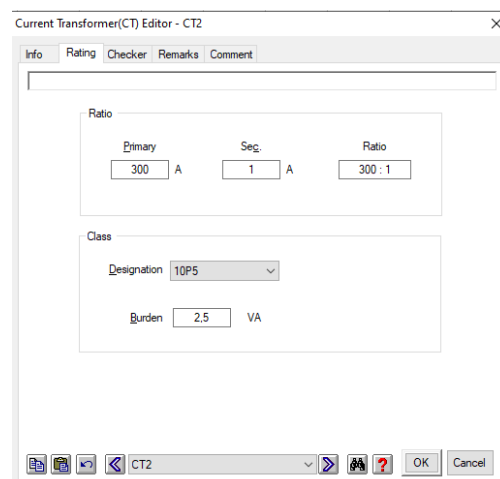 Current Transformer(CT) Editor - CT2
Info Rating Checker Remarks Comment
Ratio
Primary Sec. Ratio
300 A 1 A 300 : 1
Class
Designation 10P5
Burden 2,5 VA
CT2 OK Cancel